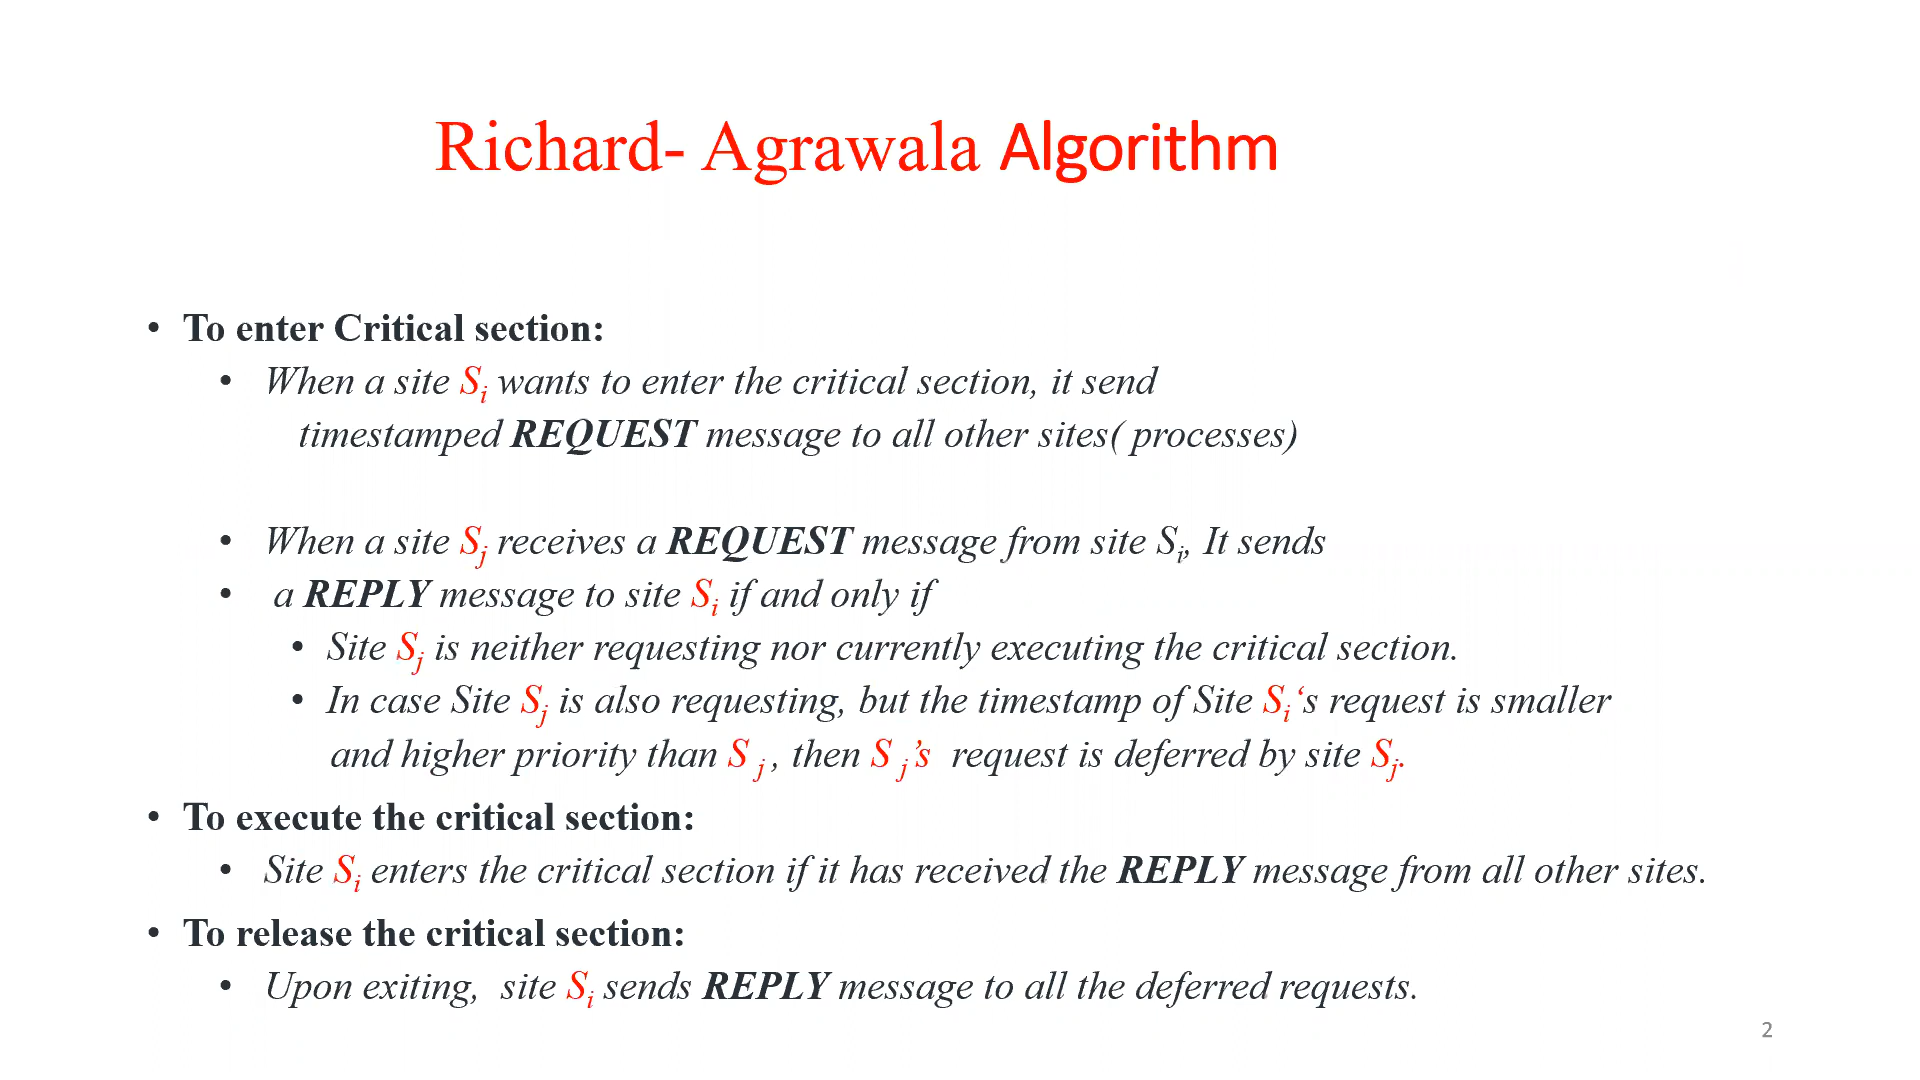 Richard- Agrawala Algorithm
• To enter Critical section:
• When a site Si wants to enter the critical section, it send
timestamped REQUEST message to all other sites( processes)
• When a site Sj receives a REQUEST message from site Si, It sends
• a REPLY message to site Si if and only if
• Site Sj is neither requesting nor currently executing the critical section.
• In case Site Sj is also requesting, but the timestamp of Site Si ‘s request is smaller
and higher priority than S j , then S j’s request is deferred by site Sj.
• To execute the critical section:
• Site Si enters the critical section if it has received the REPLY message from all other sites.
• To release the critical section:
• Upon exiting, site Si sends REPLY message to all the deferred requests.
2